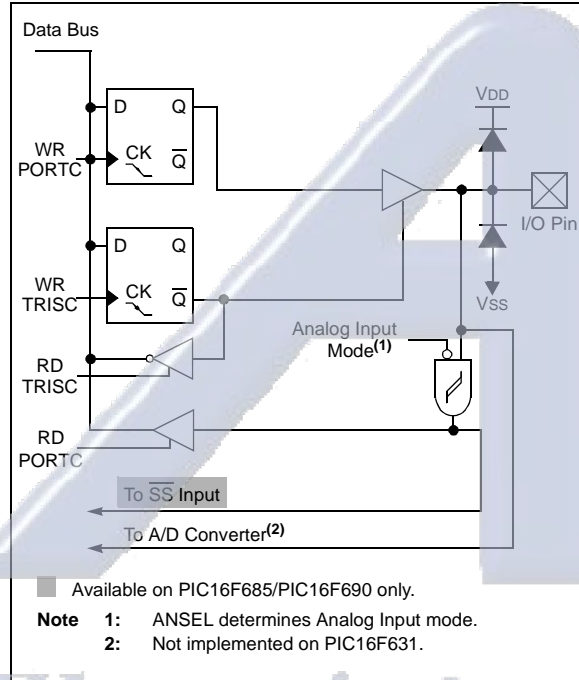 Data Bus
D Q
WR
PORTC
CK
Q
VDD
I/O Pin
D Q
WR
TRISC
CK
Q
VSS
Analog Input
Mode(1)
RD
TRISC
RD
PORTC
To SS Input
To A/D Converter(2)
Available on PIC16F685/PIC16F690 only.
Note 1: ANSEL determines Analog Input mode.
2: Not implemented on PIC16F631.